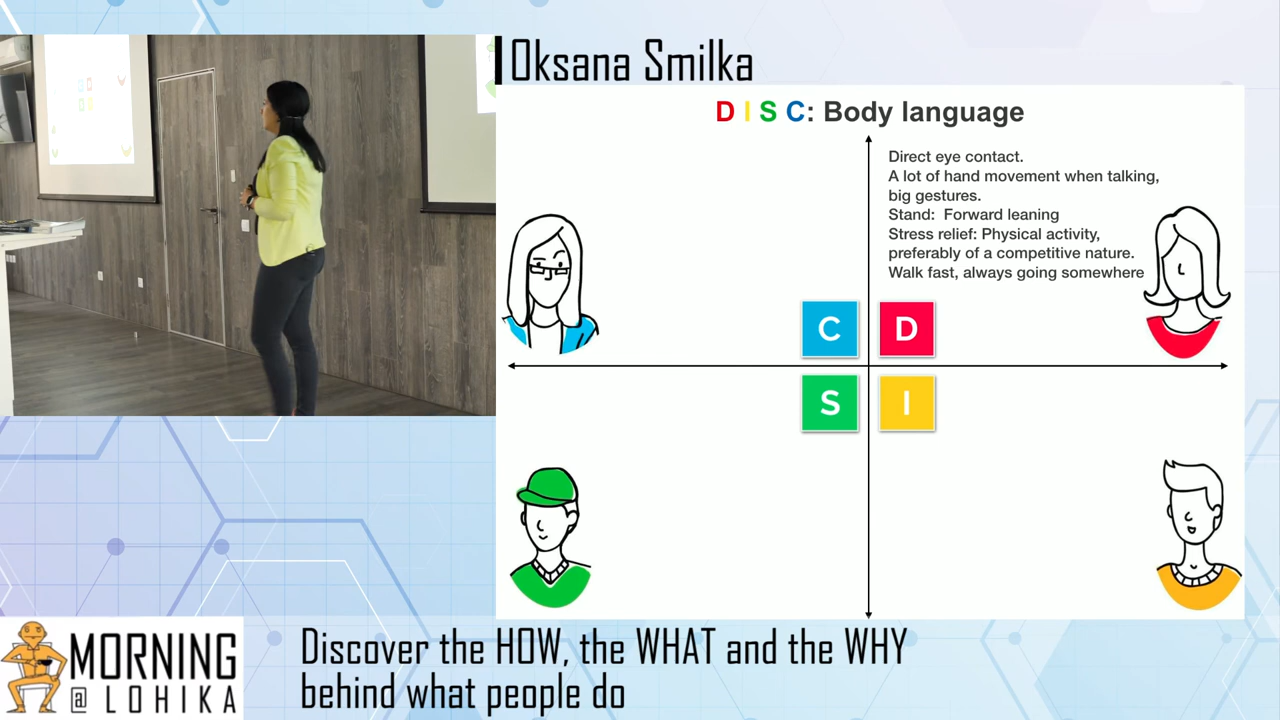 Oksana Smilka
D I S C: Body language
Direct eye contact.
A lot of hand movement when talking,
big gestures.
Stand: Forward leaning
Stress relief: Physical activity,
preferably of a competitive nature.
Walk fast, always going somewhere
C
D
S
I
MORNING
@ LOHIKA
Discover the HOW, the WHAT and the WHY
behind what people do